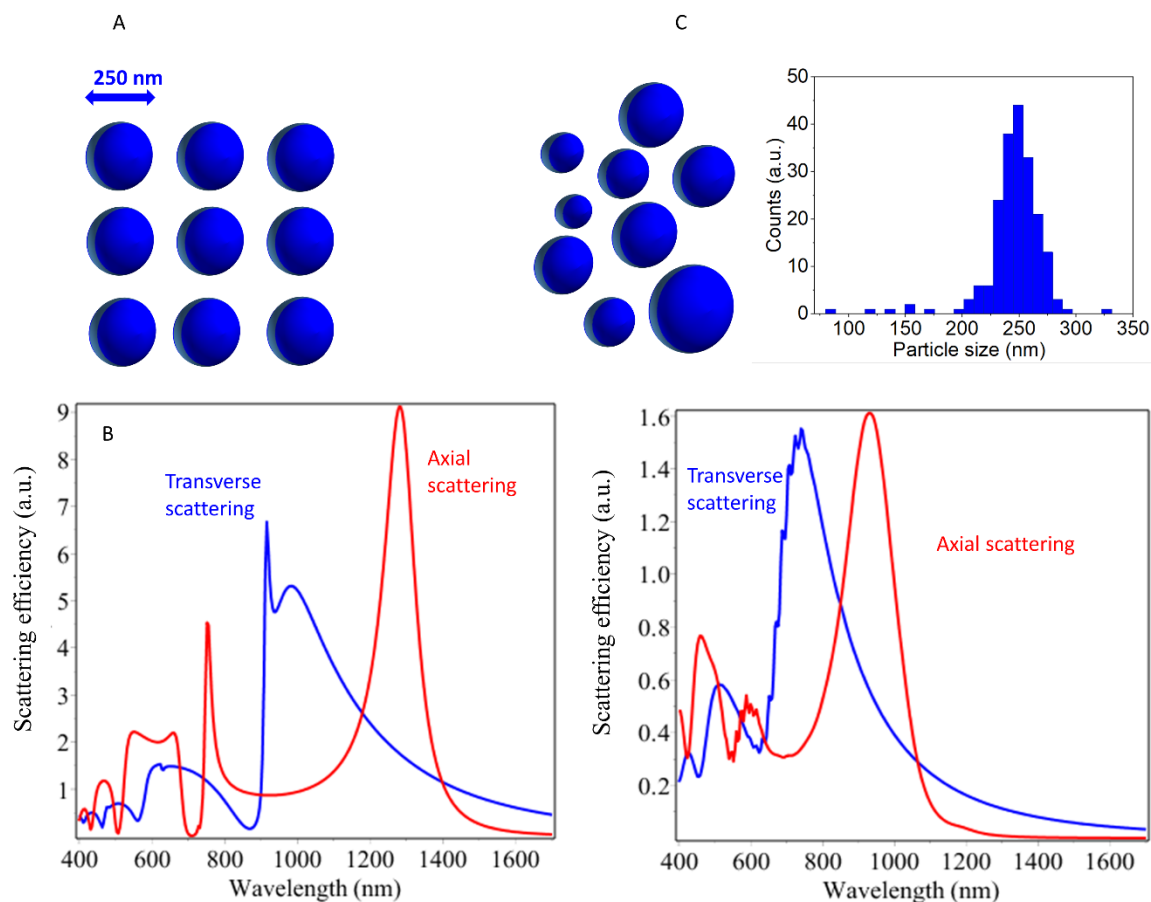 A
C
250 nm
50
40
30
20
10
0
Counts (a.u.)
100
150
200
250
300
350
Particle size (nm)
B
9
8
7
6
5
4
3
2
1
Scattering efficiency (a.u.)
Transverse
scattering
Axial
scattering
400
600
800
1000
1200
1400
1600
Wavelength (nm)
1.6
1.4
1.2
1.0
0.8
0.6
0.4
0.2
Scattering efficiency (a.u.)
Transverse
scattering
Axial scattering
400
600
800
1000
1200
1400
1600
Wavelength (nm)